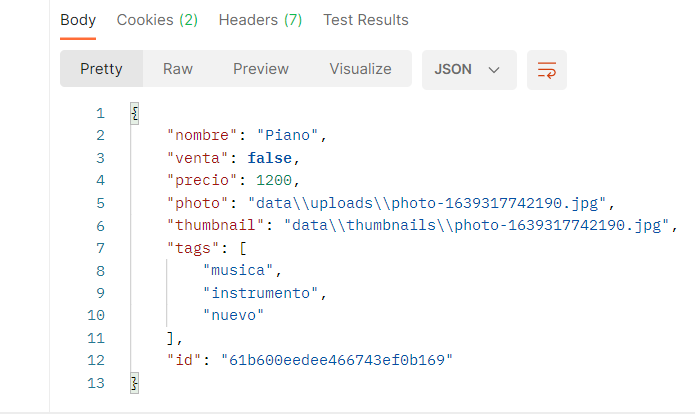 Body Cookies (2) Headers (7) Test Results
Pretty Raw Preview Visualize JSON
1 {
2 "nombre": "Piano",
3 "venta": false,
4 "precio": 1200,
5 "photo": "data\\uploads\\photo-1639317742190.jpg",
6 "thumbnail": "data\\thumbnails\\photo-1639317742190.jpg",
7 "tags": [
8 "musica",
9 "instrumento",
10 "nuevo"
11 ],
12 "id": "61b600eedee466743ef0b169"
13 }